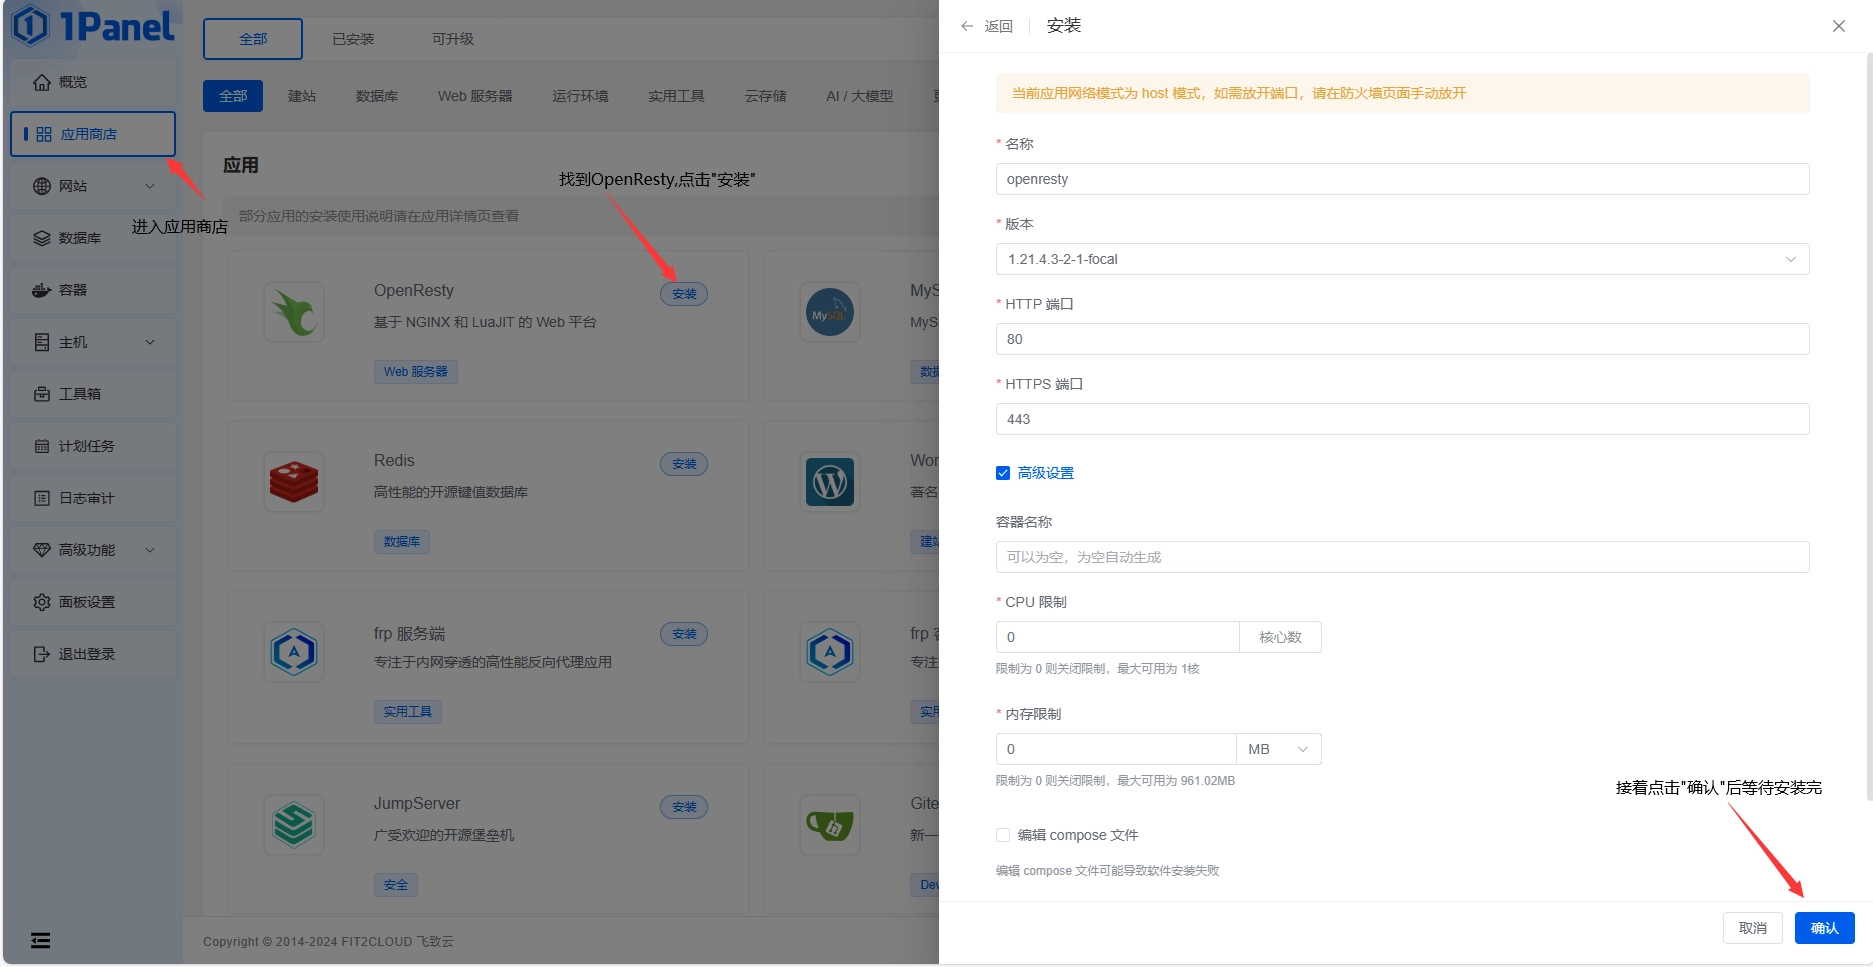 1Panel
概览
应用商店
网站
进入应用商店
数据库
容器
主机
工具箱
计划任务
日志审计
高级功能
面板设置
退出登录
全部
已安装
可升级
全部
建站
数据库
Web 服务器
运行环境
实用工具
云存储
AI / 大模型
应用
找到OpenResty,点击"安装"
部分应用的安装使用说明请在应用详情页查看
OpenResty
安装
基于 NGINX 和 LuaJIT 的 Web 平台
Web 服务器
MyS
MySQL
MyS
数据
Redis
安装
高性能的开源键值数据库
数据库
Wor
著名
建站
frp 服务端
安装
专注于内网穿透的高性能反向代理应用
实用工具
frp 客
专注
实用
JumpServer
安装
广受欢迎的开源堡垒机
安全
Gite
新一
Dev
Copyright © 2014-2024 FIT2CLOUD 飞致云
返回
安装
当前应用网络模式为 host 模式，如需放开端口，请在防火墙页面手动放开
* 名称
openresty
* 版本
1.21.4.3-2-1-focal
* HTTP 端口
80
* HTTPS 端口
443
高级设置
容器名称
可以为空，为空自动生成
* CPU 限制
0
核心数
限制为 0 则关闭限制，最大可用为 1核
* 内存限制
0
MB
限制为 0 则关闭限制，最大可用为 961.02MB
接着点击"确认"后等待安装完
编辑 compose 文件
编辑 compose 文件可能导致软件安装失败
取消
确认